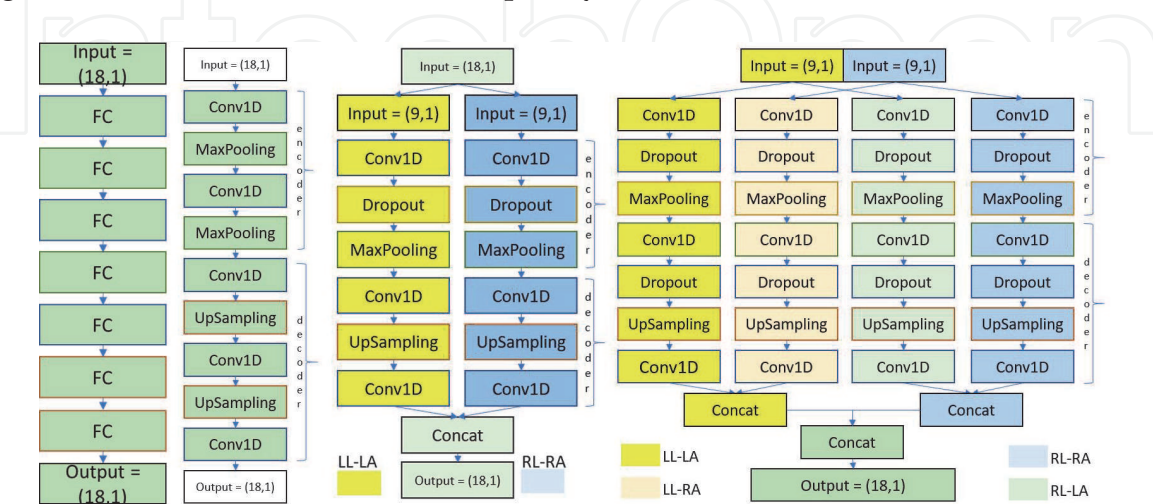 Input =
(18,1)
FC
FC
FC
FC
FC
FC
FC
Output =
(18,1)
Input = (18,1)
Conv1D
MaxPooling
Conv1D
MaxPooling
Conv1D
UpSampling
Conv1D
UpSampling
Conv1D
Output = (18,1)
encoder
decoder
Input = (18,1)
Input = (9,1) Input = (9,1)
Conv1D Conv1D
Dropout Dropout
MaxPooling MaxPooling
Conv1D Conv1D
UpSampling UpSampling
Conv1D Conv1D
encoder
decoder
Concat
Output = (18,1)
LL-LA RL-RA
Input = (9,1) Input = (9,1)
Conv1D Conv1D Conv1D Conv1D
Dropout Dropout Dropout Dropout
MaxPooling MaxPooling MaxPooling MaxPooling
Conv1D Conv1D Conv1D Conv1D
Dropout Dropout Dropout Dropout
UpSampling UpSampling UpSampling UpSampling
Conv1D Conv1D Conv1D Conv1D
encoder
decoder
Concat Concat
Concat
Output = (18,1)
LL-LA RL-RA
LL-RA RL-LA